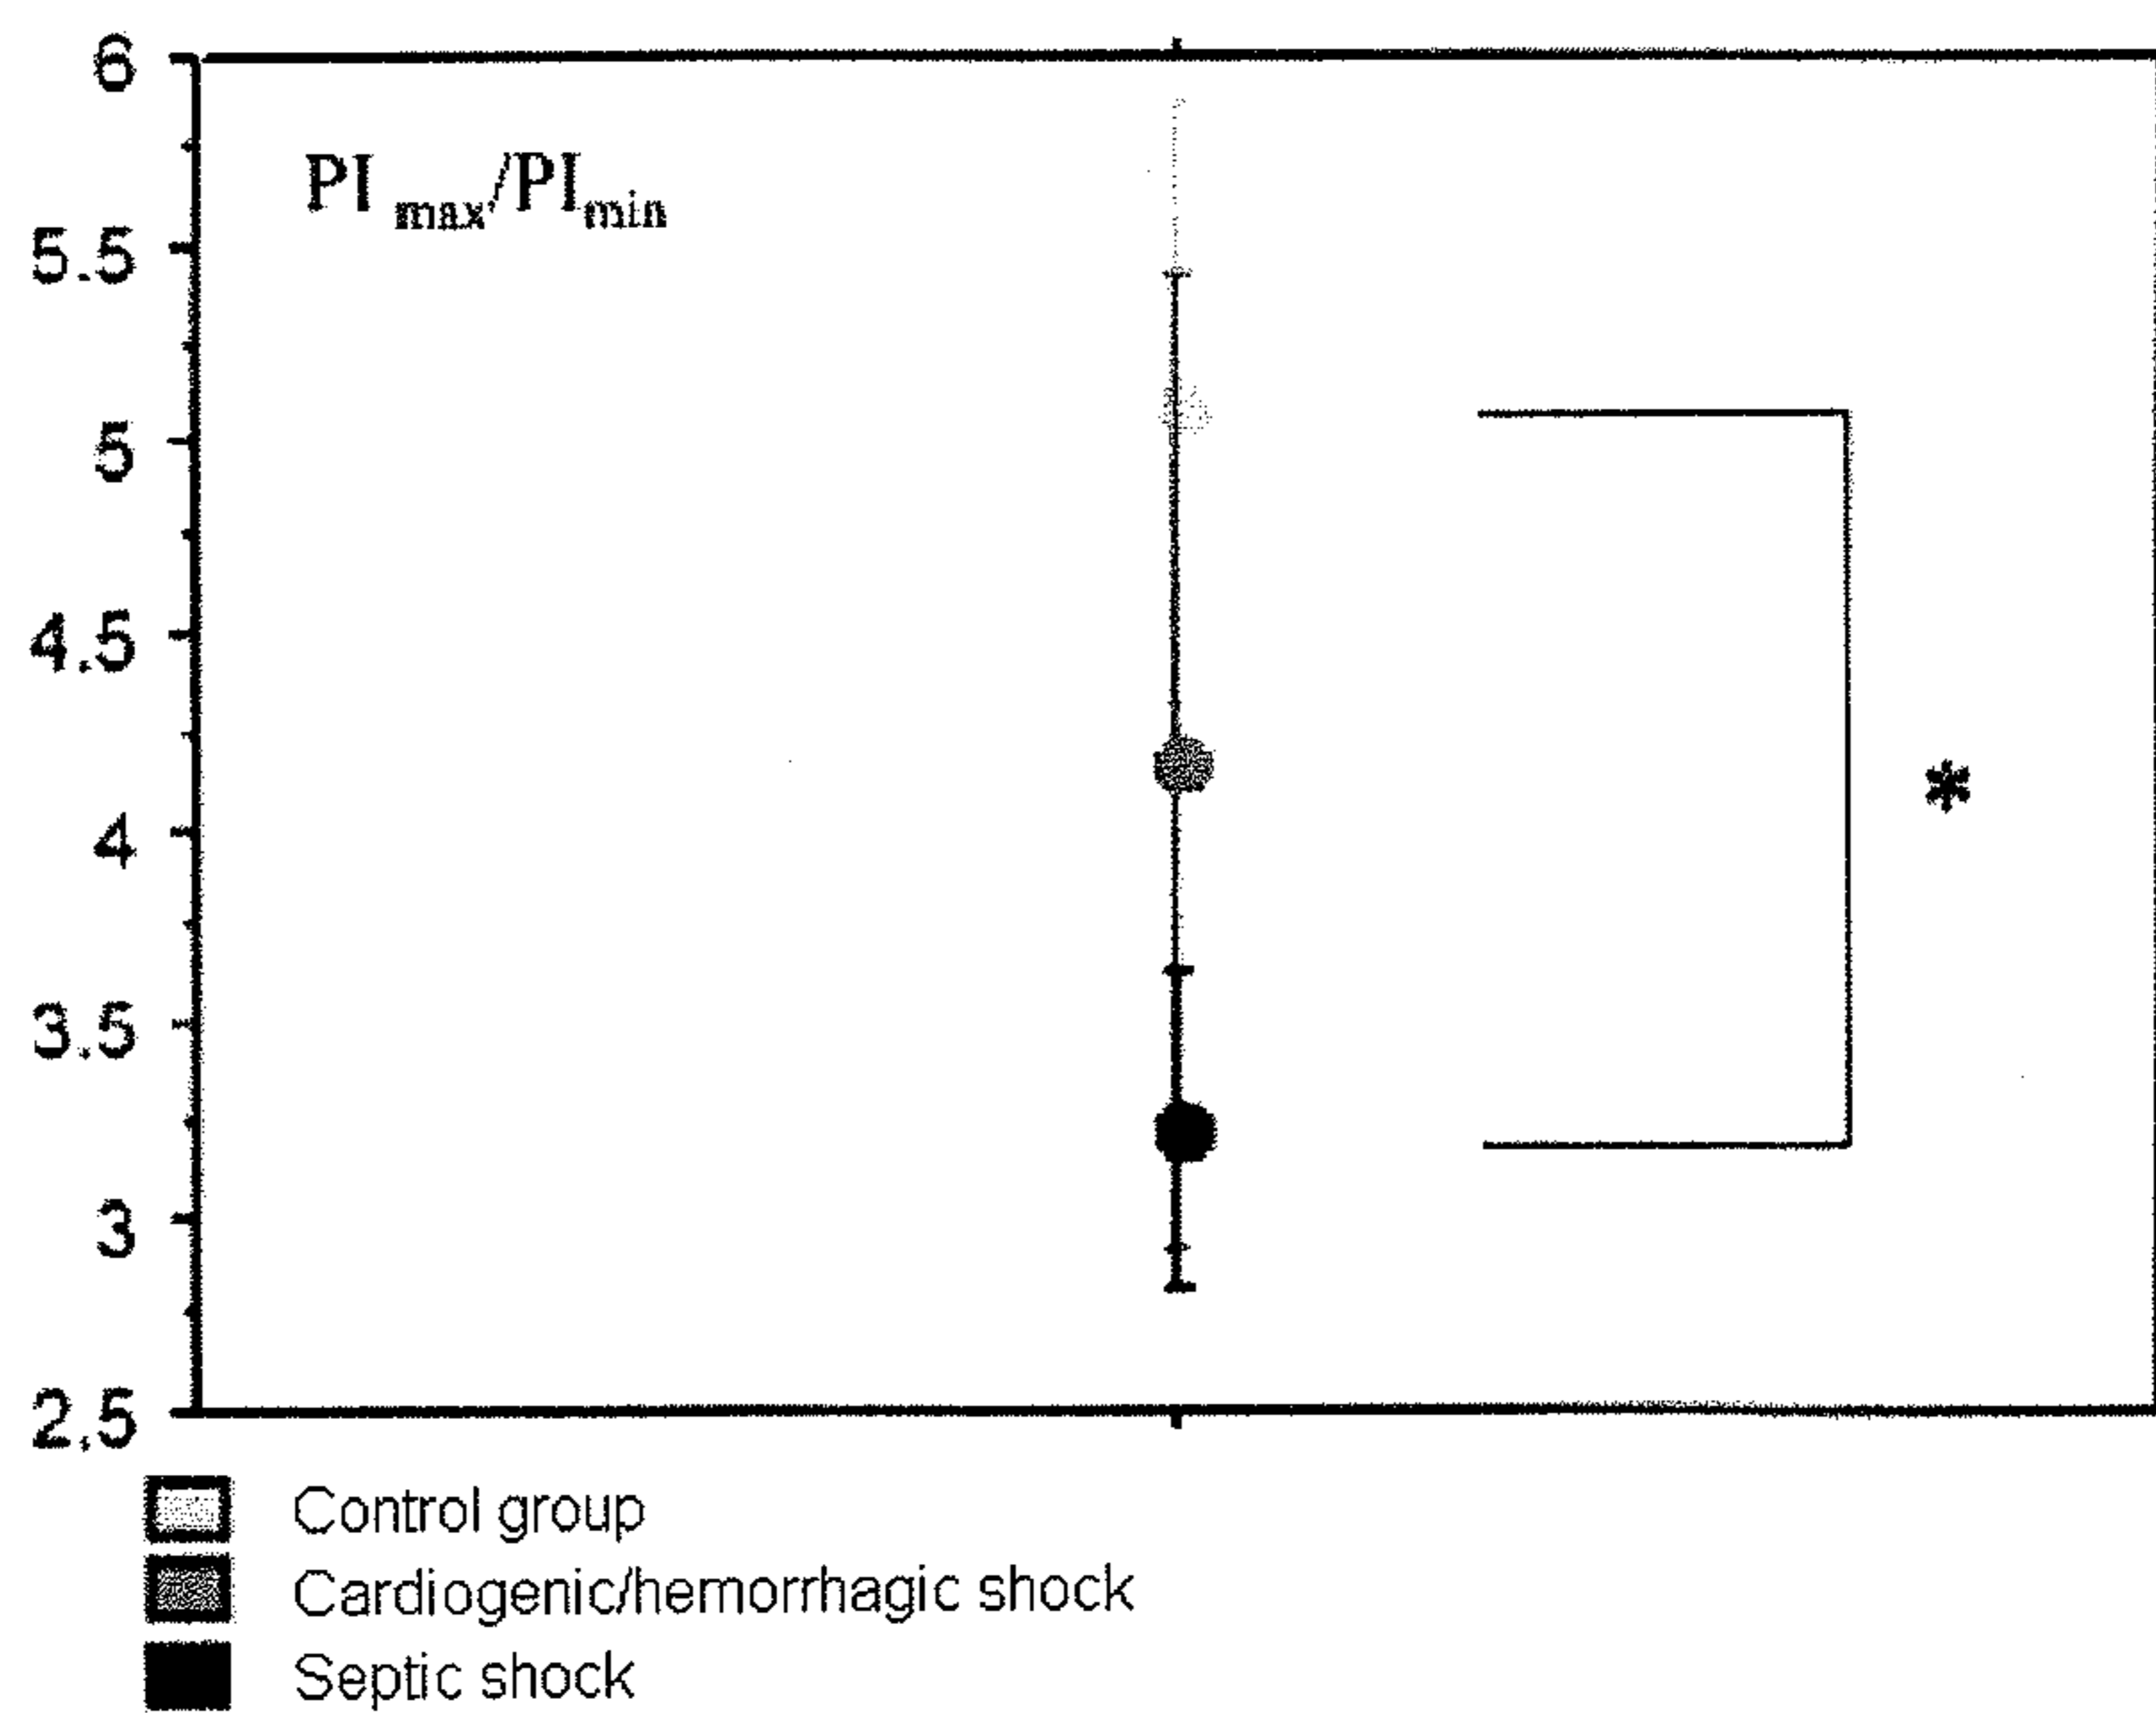 6
PI max/PImin
5.5
5
4.5
4
*
3.5
3
2.5
Control group
Cardiogenic/hemorrhagic shock
Septic shock